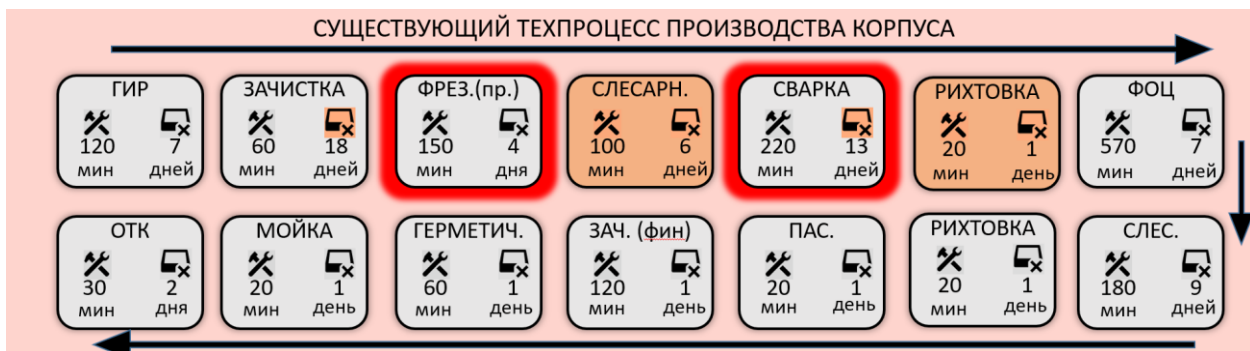 СУЩЕСТВУЮЩИЙ ТЕХПРОЦЕСС ПРОИЗВОДСТВА КОРПУСА
ГИР
120 7
мин дней
ЗАЧИСТКА
60 18
мин дней
ФРЕЗ.(пр.)
150 4
мин дня
СЛЕСАРН.
100 6
мин дней
СВАРКА
220 13
мин дней
РИХТОВКА
20 1
мин день
ФОЦ
570 7
мин дней
ОТК
30 2
мин дня
МОЙКА
20 1
мин день
ГЕРМЕТИЧ.
60 1
мин день
ЗАЧ. (фин)
120 1
мин день
ПАС.
20 1
мин день
РИХТОВКА
20 1
мин день
СЛЕС.
180 9
мин дней